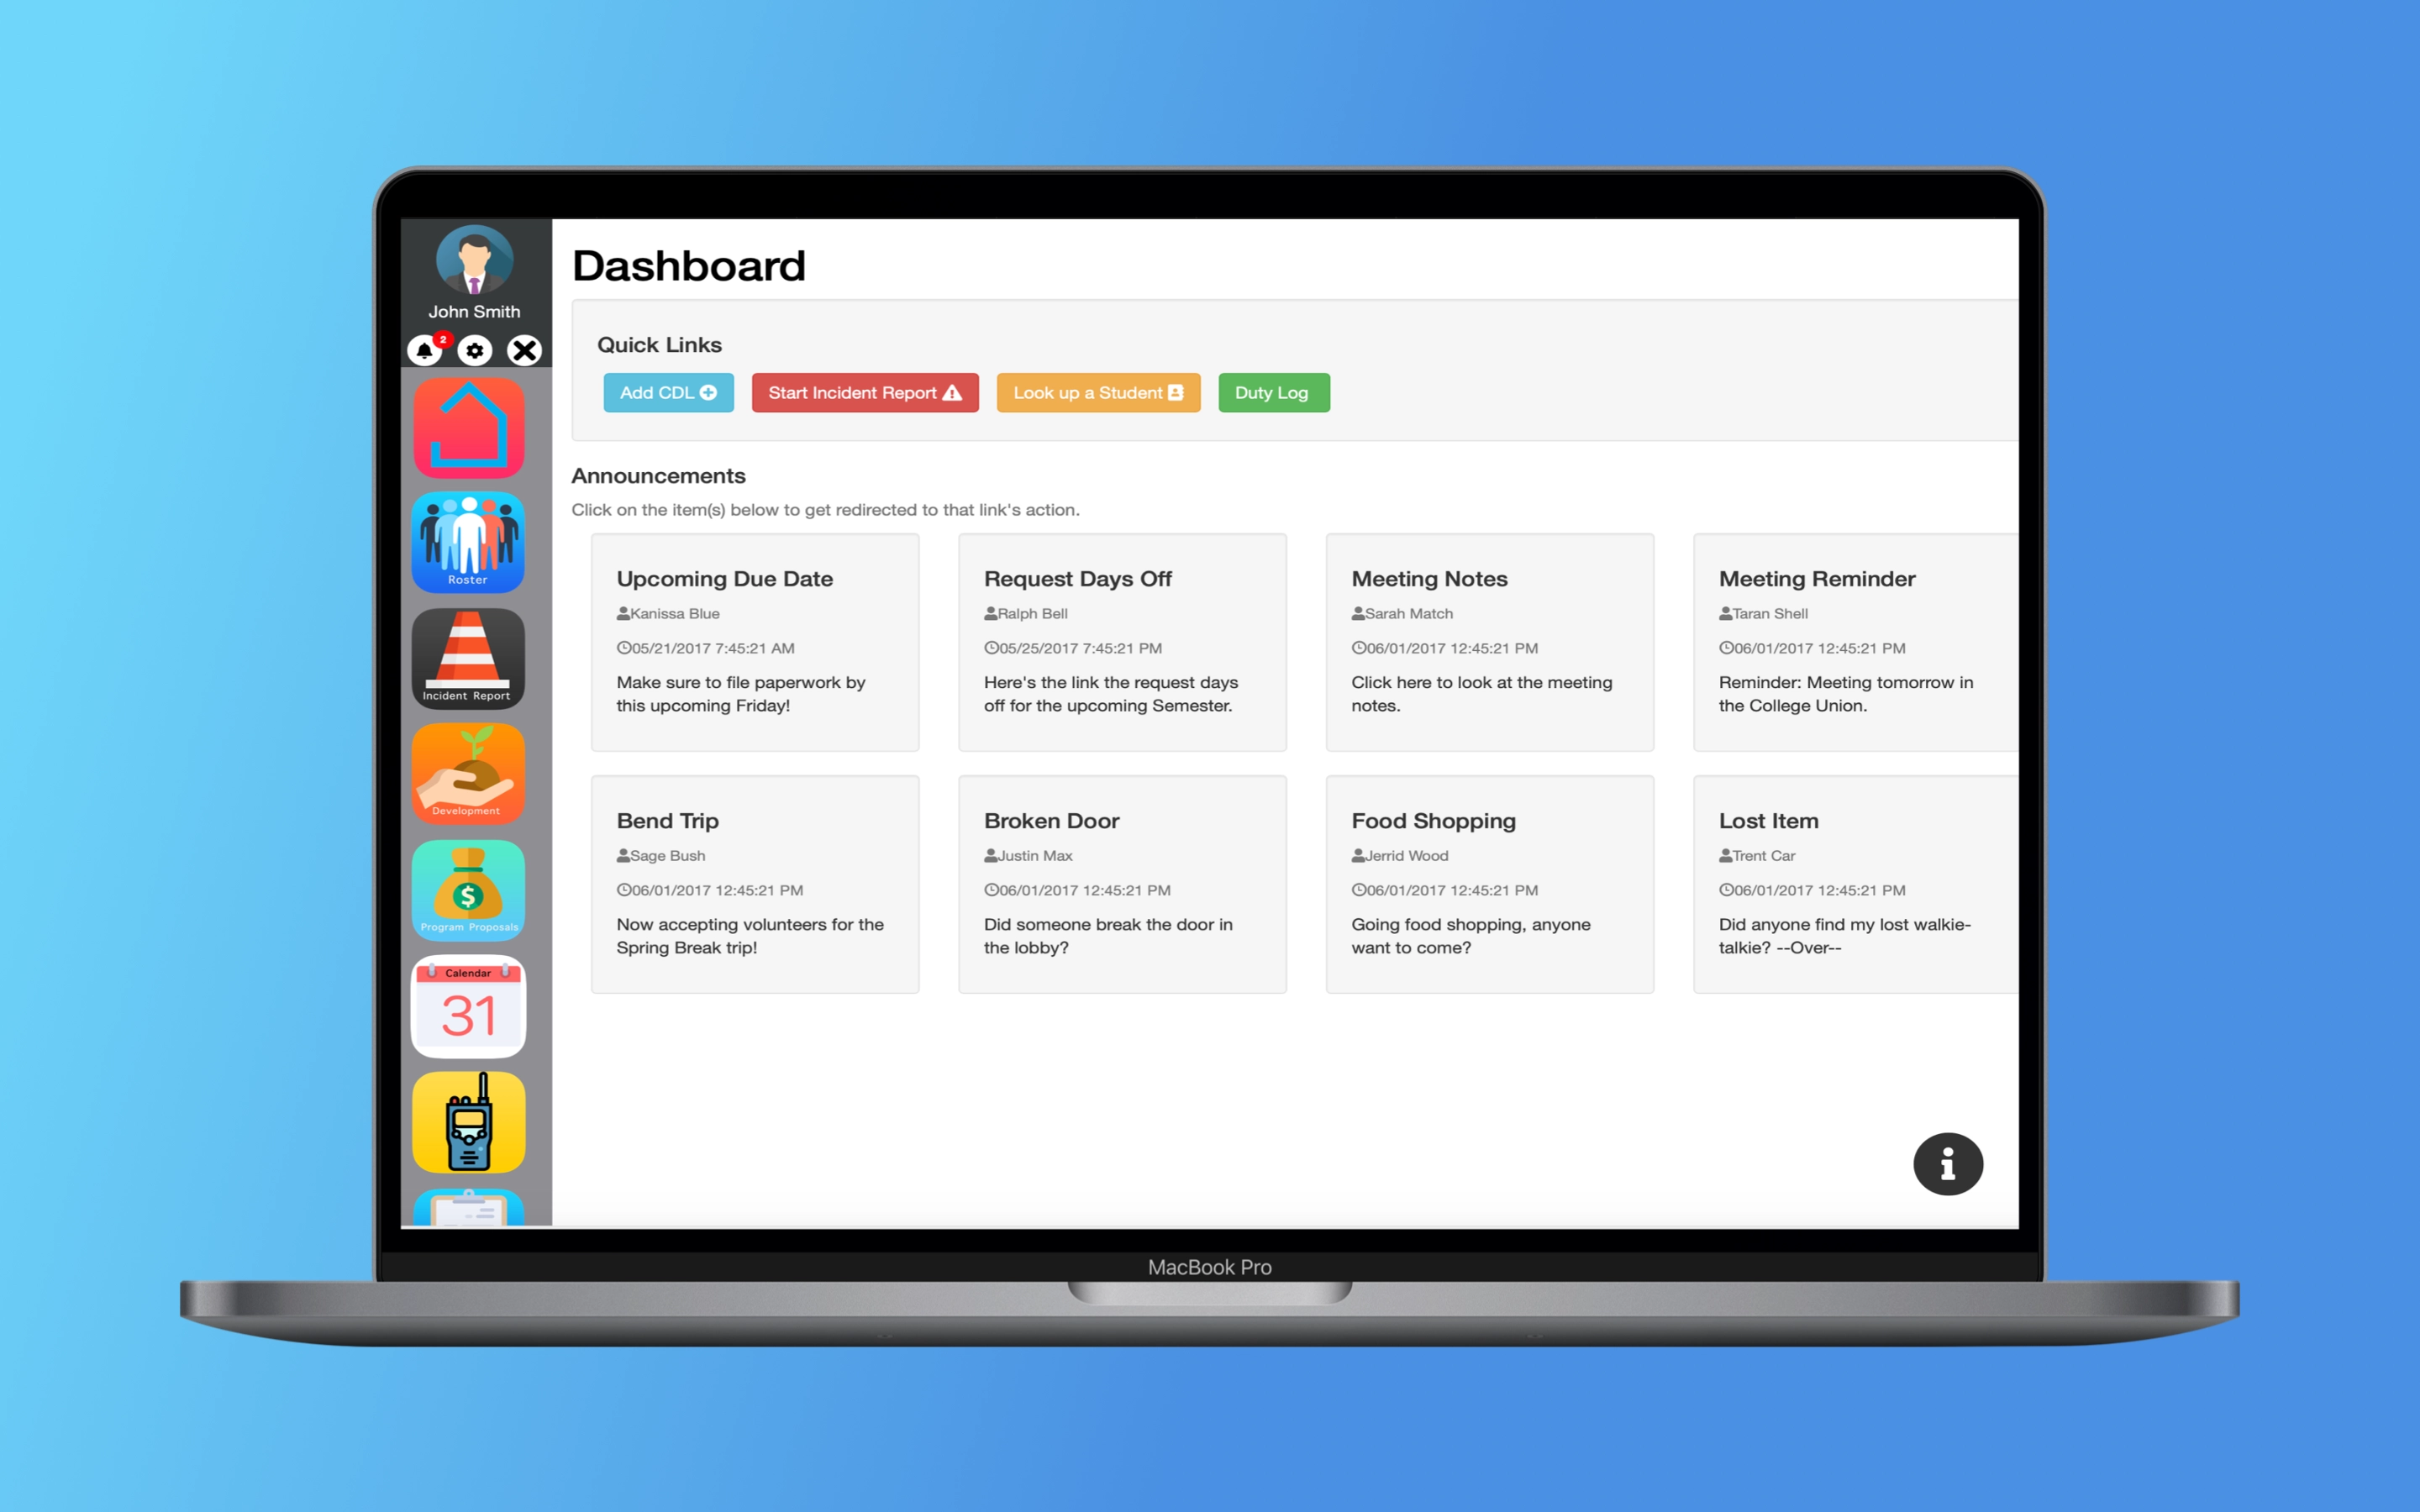 John Smith
2
Roster
Incident Report
Development
Program Proposals
Calendar
31
Dashboard
Quick Links
Add CDL
Start Incident Report
Look up a Student
Duty Log
Announcements
Click on the item(s) below to get redirected to that link's action.
Upcoming Due Date
Kanissa Blue
05/21/2017 7:45:21 AM
Make sure to file paperwork by
this upcoming Friday!
Request Days Off
Ralph Bell
05/25/2017 7:45:21 PM
Here's the link the request days
off for the upcoming Semester.
Meeting Notes
Sarah Match
06/01/2017 12:45:21 PM
Click here to look at the meeting
notes.
Meeting Reminder
Taran Shell
06/01/2017 12:45:21 PM
Reminder: Meeting tomorrow in
the College Union.
Bend Trip
Sage Bush
06/01/2017 12:45:21 PM
Now accepting volunteers for the
Spring Break trip!
Broken Door
Justin Max
06/01/2017 12:45:21 PM
Did someone break the door in
the lobby?
Food Shopping
Jerrid Wood
06/01/2017 12:45:21 PM
Going food shopping, anyone
want to come?
Lost Item
Trent Car
06/01/2017 12:45:21 PM
Did anyone find my lost walkie-
talkie? --Over--
MacBook Pro